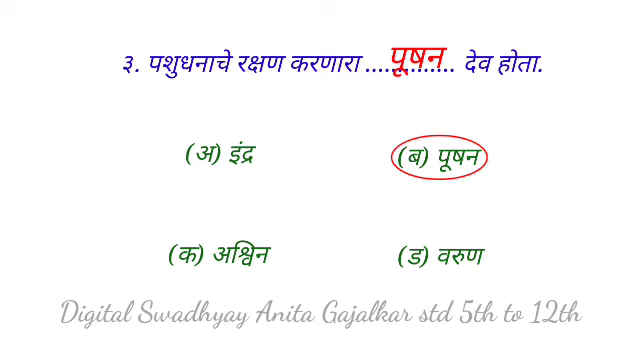 ३. पशुधनाचे रक्षण करणारा ..पूषन.. देव होता.
(अ) इंद्र (ब) पूषन
(क) अश्विन (ड) वरुण
Digital Swadhyay Anita Gajalkar std 5th to 12th